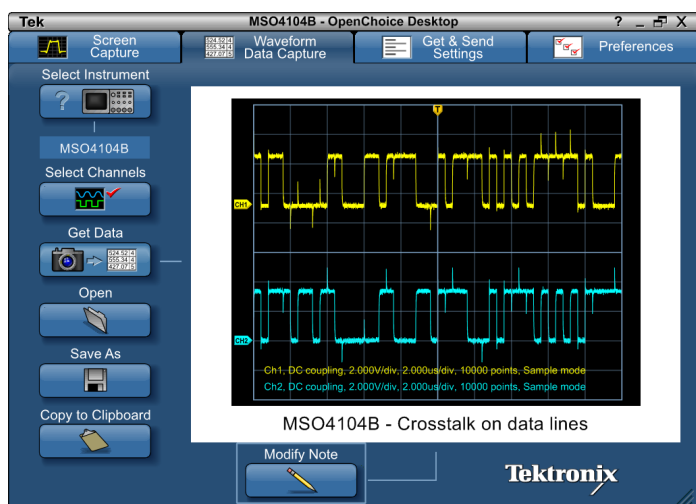 Tek MSO4104B - OpenChoice Desktop ? _ X
Screen Capture
Waveform Data Capture
Get & Send Settings
Preferences
Select Instrument
?
MSO4104B
Select Channels
Get Data
Open
Save As
Copy to Clipboard
T
CH1
CH2
Ch1, DC coupling, 2.000V/div, 2.000us/div, 10000 points, Sample mode
Ch2, DC coupling, 2.000V/div, 2.000us/div, 10000 points, Sample mode
MSO4104B - Crosstalk on data lines
Modify Note
Tektronix